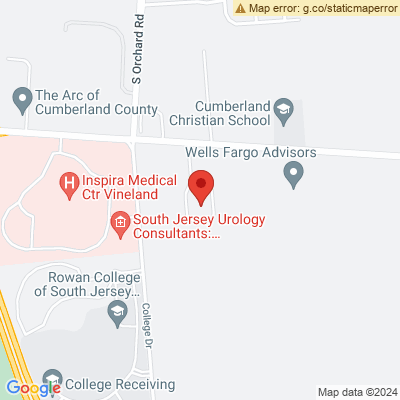 Map error: g.co/staticmaperror
S Orchard Rd
The Arc of
Cumberland County
Cumberland
Christian School
Wells Fargo Advisors
H
Inspira Medical
Ctr Vineland
South Jersey Urology
Consultants:...
Rowan College
of South Jersey...
College Dr
Google
College Receiving
Map data ©2024